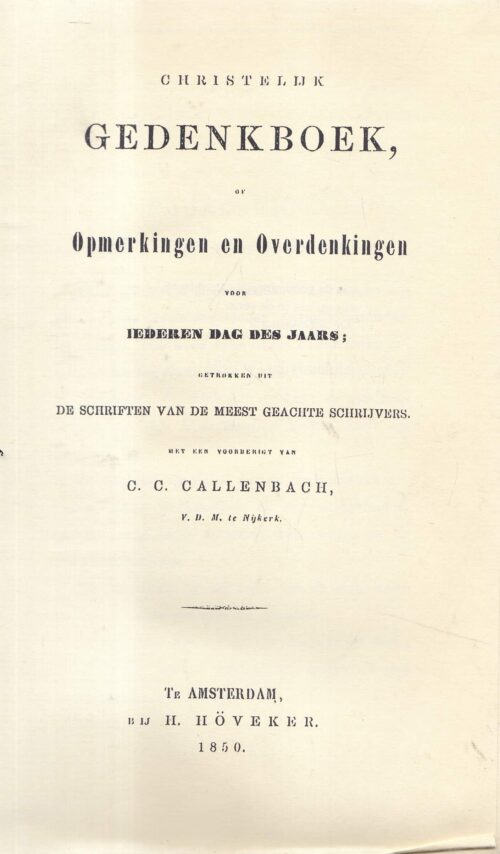 CHRISTELIJK
GEDENKBOEK,
OF
Opmerkingen en Overdenkingen
VOOR
IEDEREN DAG DES JAARS;
GETROKKEN UIT
DE SCHRIFTEN VAN DE MEEST GEACHTE SCHRIJVERS.
MET EEN VOORBERIGT VAN
C. C. CALLENBACH,
V. D. M. te Nijkerk.
TE AMSTERDAM,
BIJ H. HÖVEKER.
1850.